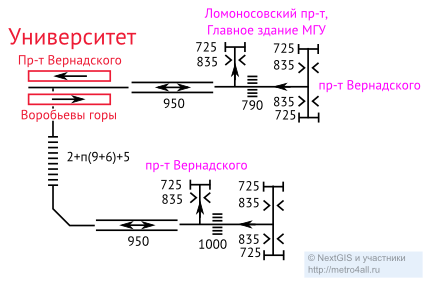 Ломоносовский пр-т,
Главное здание МГУ
Университет
Пр-т Вернадского
725
725
835
835
950
790
835
725
пр-т Вернадского
Воробьевы горы
2+п(9+6)+5
пр-т Вернадского
725
725
835
835
950
1000
835
725
© NextGIS и участники
http://metro4all.ru